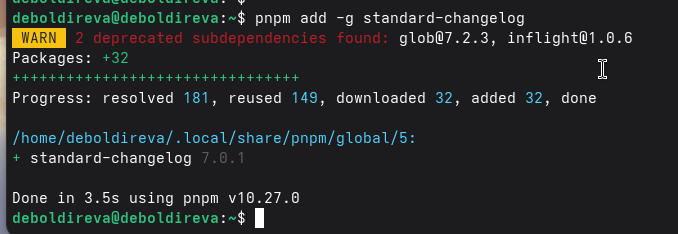 deboldireva@deboldireva:~$ pnpm add -g standard-changelog
WARN 2 deprecated subdependencies found: glob@7.2.3, inflight@1.0.6
Packages: +32
++++++++++++++++++++++++++++++++
Progress: resolved 181, reused 149, downloaded 32, added 32, done
/home/deboldireva/.local/share/pnpm/global/5:
+ standard-changelog 7.0.1
Done in 3.5s using pnpm v10.27.0
deboldireva@deboldireva:~$